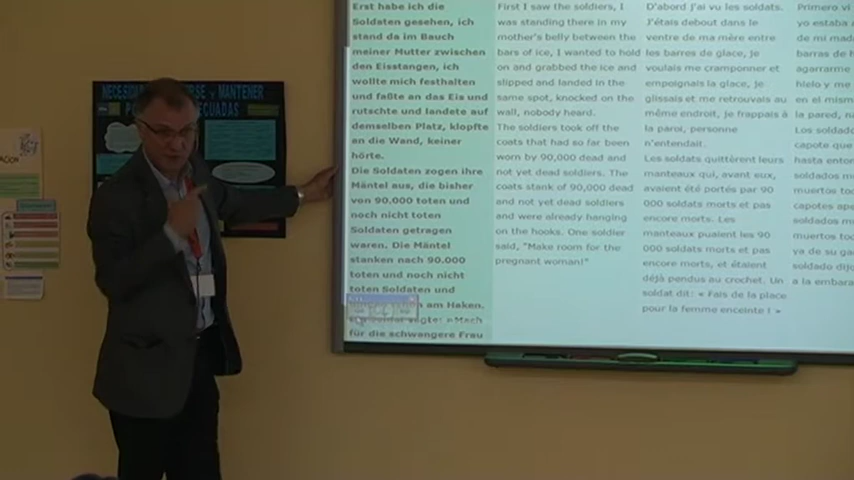 NECESI
RSE y MANTENER
P
ECUADAS
ACIÓN
Erst habe ich die
Soldaten gesehen, ich
stand da im Bauch
meiner Mutter zwischen
den Eisstangen, ich
wollte mich festhalten
und faßte an das Eis und
rutschte und landete auf
demselben Platz, klopfte
an die Wand, keiner
hörte.
Die Soldaten zogen ihre
Mäntel aus, die bisher
von 90.000 toten und
noch nicht toten
Soldaten getragen
waren. Die Mäntel
stanken nach 90.000
toten und noch nicht
toten Soldaten und
am Haken.
»Mach
für die schwangere Frau
First I saw the soldiers, I
was standing there in my
mother's belly between the
bars of ice, I wanted to hold
on and grabbed the ice and
slipped and landed in the
same spot, knocked on the
wall, nobody heard.
The soldiers took off the
coats that had so far been
worn by 90,000 dead and
not yet dead soldiers. The
coats stank of 90,000 dead
and not yet dead soldiers
and were already hanging
on the hooks. One soldier
said, "Make room for the
pregnant woman!"
D'abord j'ai vu les soldats.
J'étais debout dans le
ventre de ma mère entre
les barres de glace, je
voulais me cramponner et
empoignais la glace, je
glissais et me retrouvais au
même endroit, je frappais à
la paroi, personne
n'entendait.
Les soldats quittèrent leurs
manteaux qui, avant eux,
avaient été portés par 90
000 soldats morts et pas
encore morts. Les
manteaux puaient les 90
000 soldats morts et pas
encore morts, et étaient
déjà pendus au crochet. Un
soldat dit: « Fais de la place
pour la femme enceinte ! »
Primero vi
yo estaba
de mi mad
barras de h
agarrarme
hielo y me
en el mism
la pared, na
Los soldado
capote que
hasta enton
soldados m
muertos tod
capotes ape
soldados m
muertos to
ya de su ga
soldado dijo
a la embara